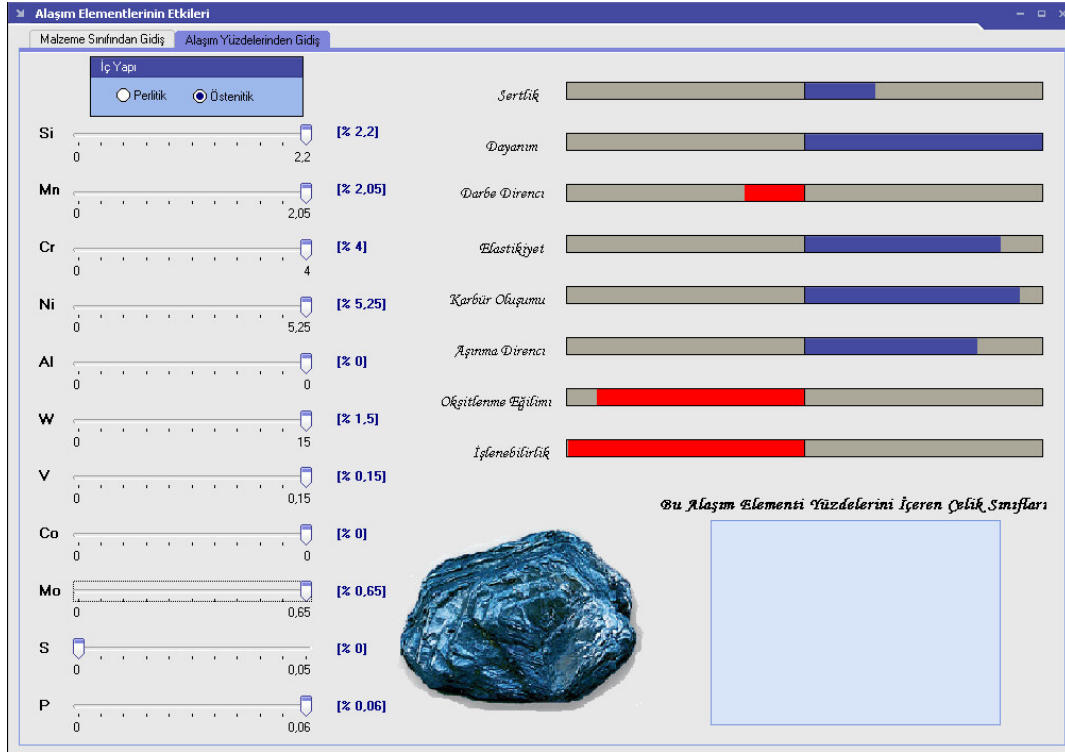 Alaşım Elementlerinin Etkileri
Malzeme Sınıfından Gidiş
Alaşım Yüzdelerinden Gidiş
İç Yapı
Perlitik
Östenitik
Si
[% 2,2]
0
2,2
Mn
[% 2,05]
0
2,05
Cr
[% 4]
0
4
Ni
[% 5,25]
0
5,25
Al
[% 0]
0
0
W
[% 1,5]
0
15
V
[% 0,15]
0
0,15
Co
[% 0]
0
0
Mo
[% 0,65]
0
0,65
S
[% 0]
0
0,05
P
[% 0,06]
0
0,06
Sertlik
Dayanım
Darbe Direnci
Elastikiyet
Karbür Oluşumu
Aşınma Direnci
Oksitlenme Eğilimi
İşlenebilirlik
Bu Alaşım Elementi Yüzdelerini İçeren Çelik Sınıfları